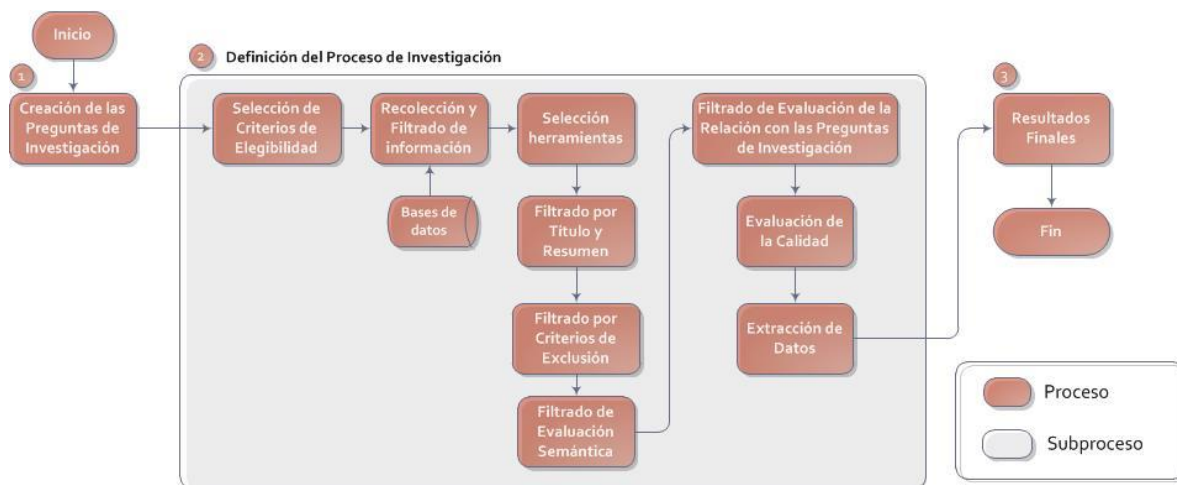 Inicio
1
Creación de las
Preguntas de
Investigación
2 Definición del Proceso de Investigación
Selección de
Criterios de
Elegibilidad
Recolección y
Filtrado de
información
Bases de
datos
Selección
herramientas
Filtrado por
Titulo y
Resumen
Filtrado por
Criterios de
Exclusión
Filtrado de
Evaluación
Semántica
Filtrado de Evaluación de la
Relación con las Preguntas
de Investigación
Evaluación de
la Calidad
Extracción de
Datos
3
Resultados
Finales
Fin
Proceso
Subproceso